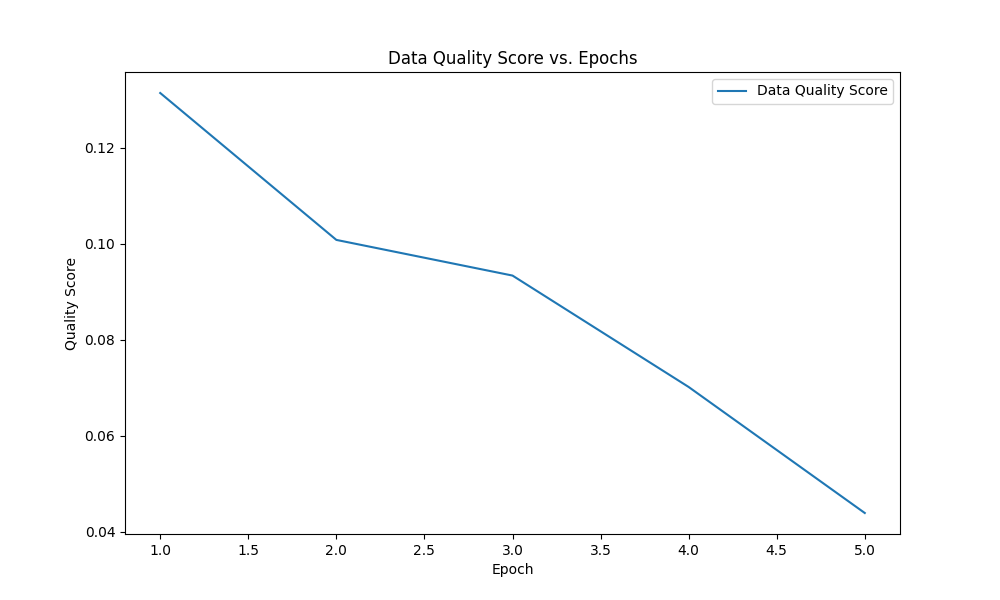 Data Quality Score vs. Epochs
Data Quality Score
0.12
0.10
0.08
0.06
0.04
Quality Score
1.0 1.5 2.0 2.5 3.0 3.5 4.0 4.5 5.0
Epoch